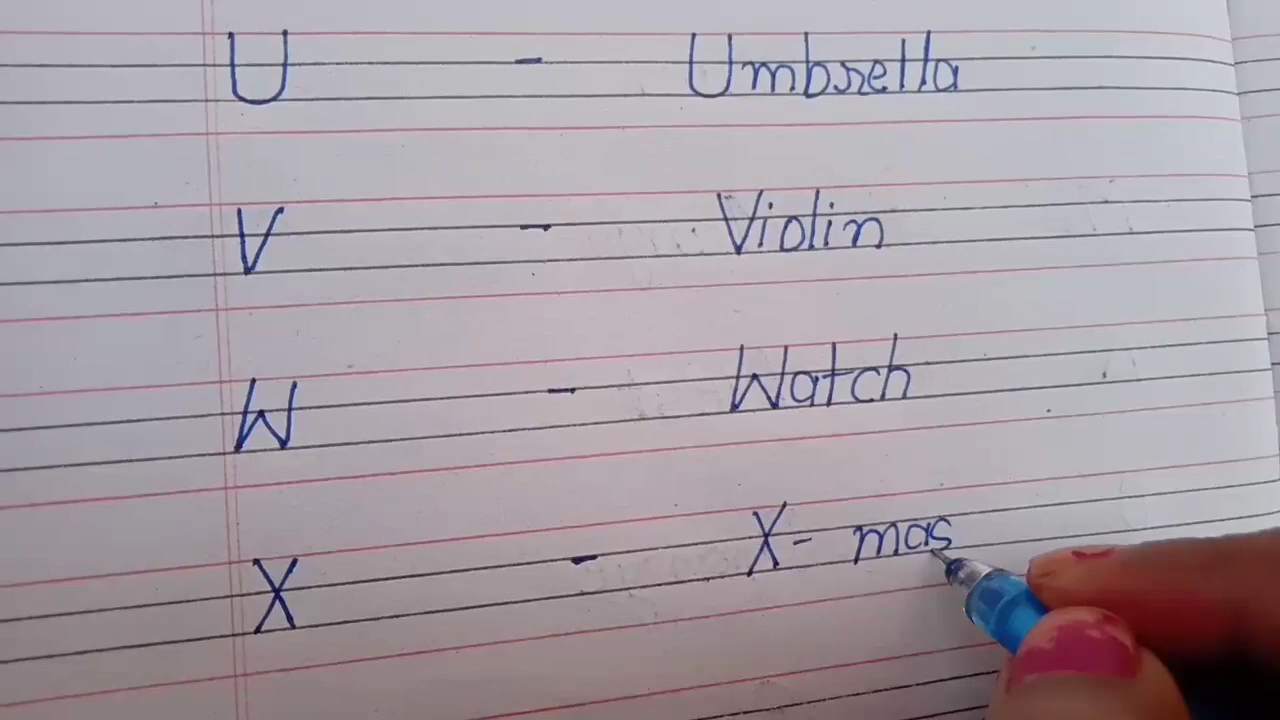 U - Umbrella
V - Violin
W - Watch
X - X-mas